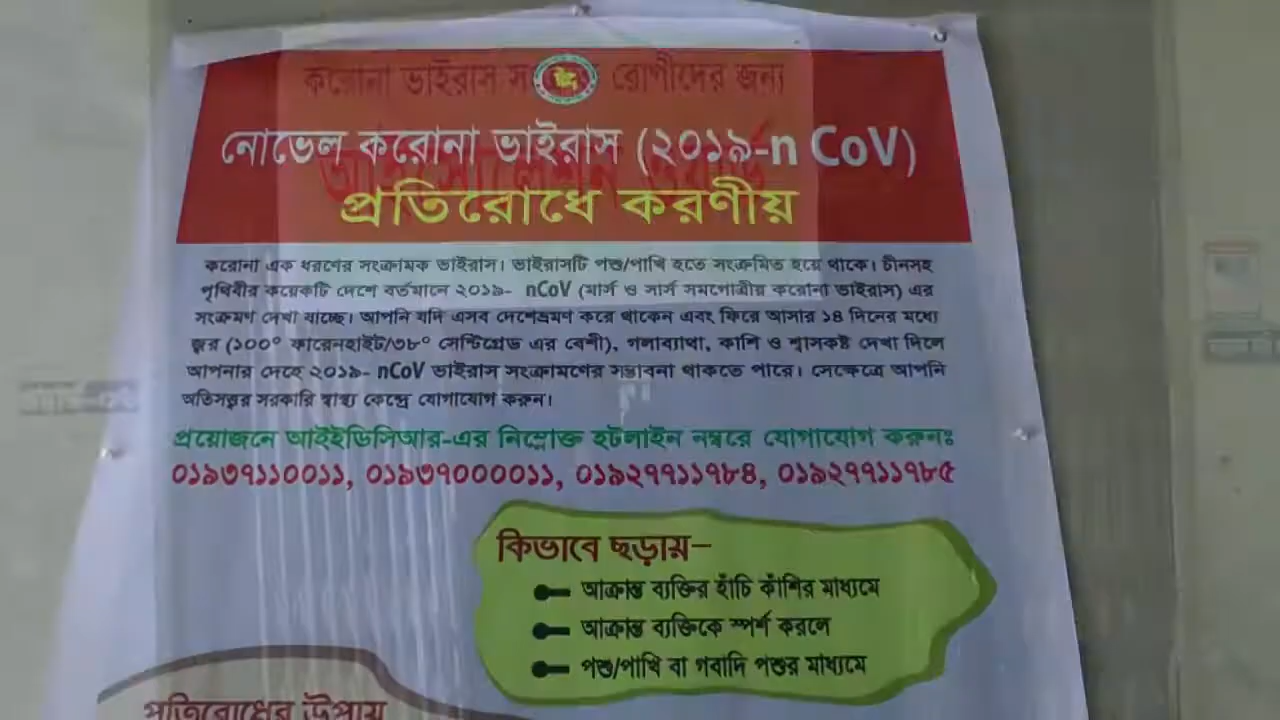 করোনা ভাইরাস রোগীদের জন্য
নোভেল করোনা ভাইরাস (২০১৯-n CoV)
আইসোলেশন ওয়ার্ড
প্রতিরোধে করণীয়
করোনা এক ধরণের সংক্রামক ভাইরাস। ভাইরাসটি পশু/পাখি হতে সংক্রমিত হয়ে থাকে। চীনসহ
পৃথিবীর কয়েকটি দেশে বর্তমানে ২০১৯- nCoV (মার্স ও সার্স সমগোত্রীয় করোনা ভাইরাস) এর
সংক্রমণ দেখা যাচ্ছে। আপনি যদি এসব দেশভ্রমণ করে থাকেন এবং ফিরে আসার ১৪ দিনের মধ্যে
জ্বর (১০০° ফারেনহাইট/৩৮° সেন্টিগ্রেড এর বেশী), গলাব্যাথা, কাশি ও শ্বাসকষ্ট দেখা দিলে
আপনার দেহে ২০১৯- nCoV ভাইরাস সংক্রামণের সম্ভাবনা থাকতে পারে। সেক্ষেত্রে আপনি
অতিসত্ত্বর সরকারি স্বাস্থ্য কেন্দ্রে যোগাযোগ করুন।
প্রয়োজনে আইইডিসিআর-এর নিম্নোক্ত হটলাইন নম্বরে যোগাযোগ করুনঃ
০১৯৩৭১১০০১১, ০১৯৩৭০০০০১১, ০১৯২৭৭১১৭৮৪, ০১৯২৭৭১১৭৮৫
কিভাবে ছড়ায়–
আক্রান্ত ব্যক্তির হাঁচি কাঁশির মাধ্যমে
আক্রান্ত ব্যক্তিকে স্পর্শ করলে
পশু/পাখি বা গবাদি পশুর মাধ্যমে
প্রতিরোধের উপায়